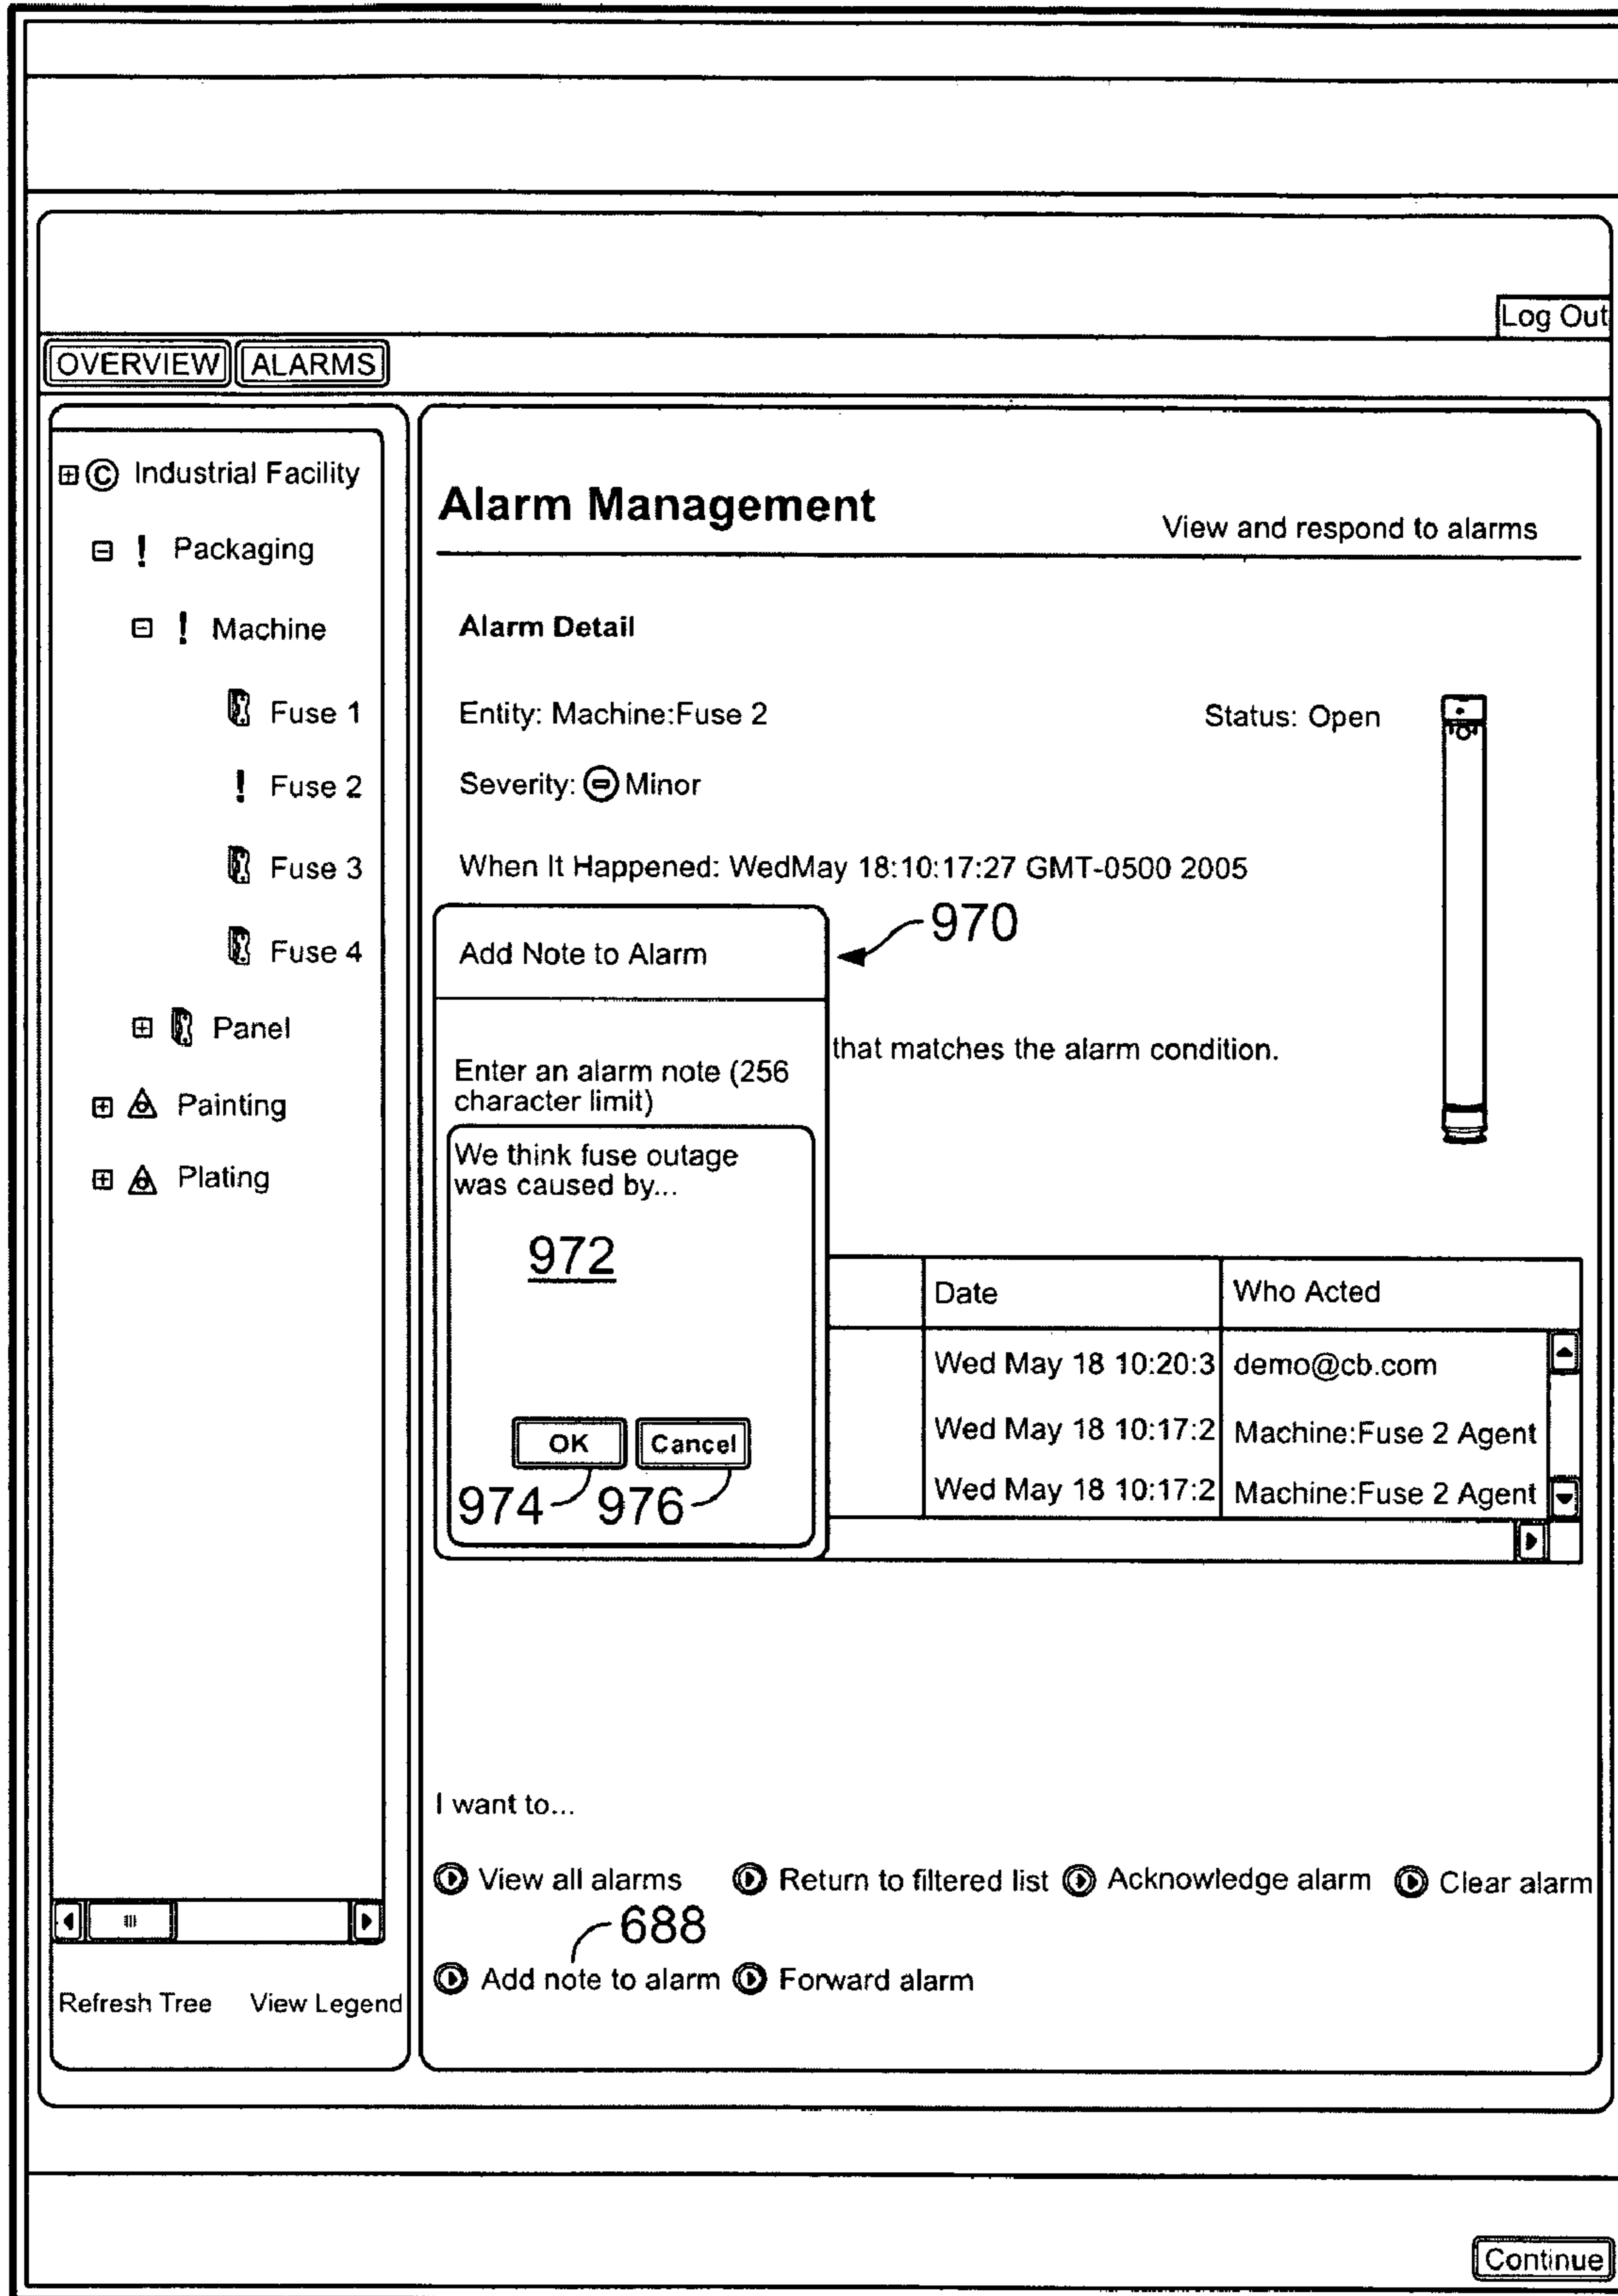 Log Out
OVERVIEW ALARMS
Industrial Facility
! Packaging
! Machine
Fuse 1
! Fuse 2
Fuse 3
Fuse 4
Panel
Painting
Plating
Refresh Tree View Legend
Alarm Management
View and respond to alarms
Alarm Detail
Entity: Machine:Fuse 2 Status: Open
Severity: Minor
When It Happened: WedMay 18:10:17:27 GMT-0500 2005
970
Add Note to Alarm
that matches the alarm condition.
Enter an alarm note (256
character limit)
We think fuse outage
was caused by...
972
OK Cancel
974 976
Date Who Acted
Wed May 18 10:20:3 demo@cb.com
Wed May 18 10:17:2 Machine:Fuse 2 Agent
Wed May 18 10:17:2 Machine:Fuse 2 Agent
I want to...
View all alarms Return to filtered list Acknowledge alarm Clear alarm
688
Add note to alarm Forward alarm
Continue